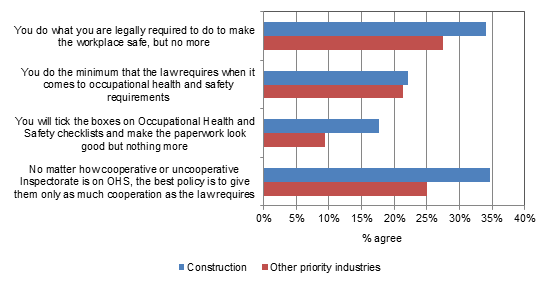 You do what you are legally required to do to make
the workplace safe, but no more
You do the minimum that the law requires when it
comes to occupational health and safety
requirements
You will tick the boxes on Occupational Health and
Safety checklists and make the paperwork look
good but nothing more
No matter how cooperative or uncooperative
Inspectorate is on OHS, the best policy is to give
them only as much cooperation as the law requires
0% 5% 10% 15% 20% 25% 30% 35% 40%
% agree
Construction Other priority industries